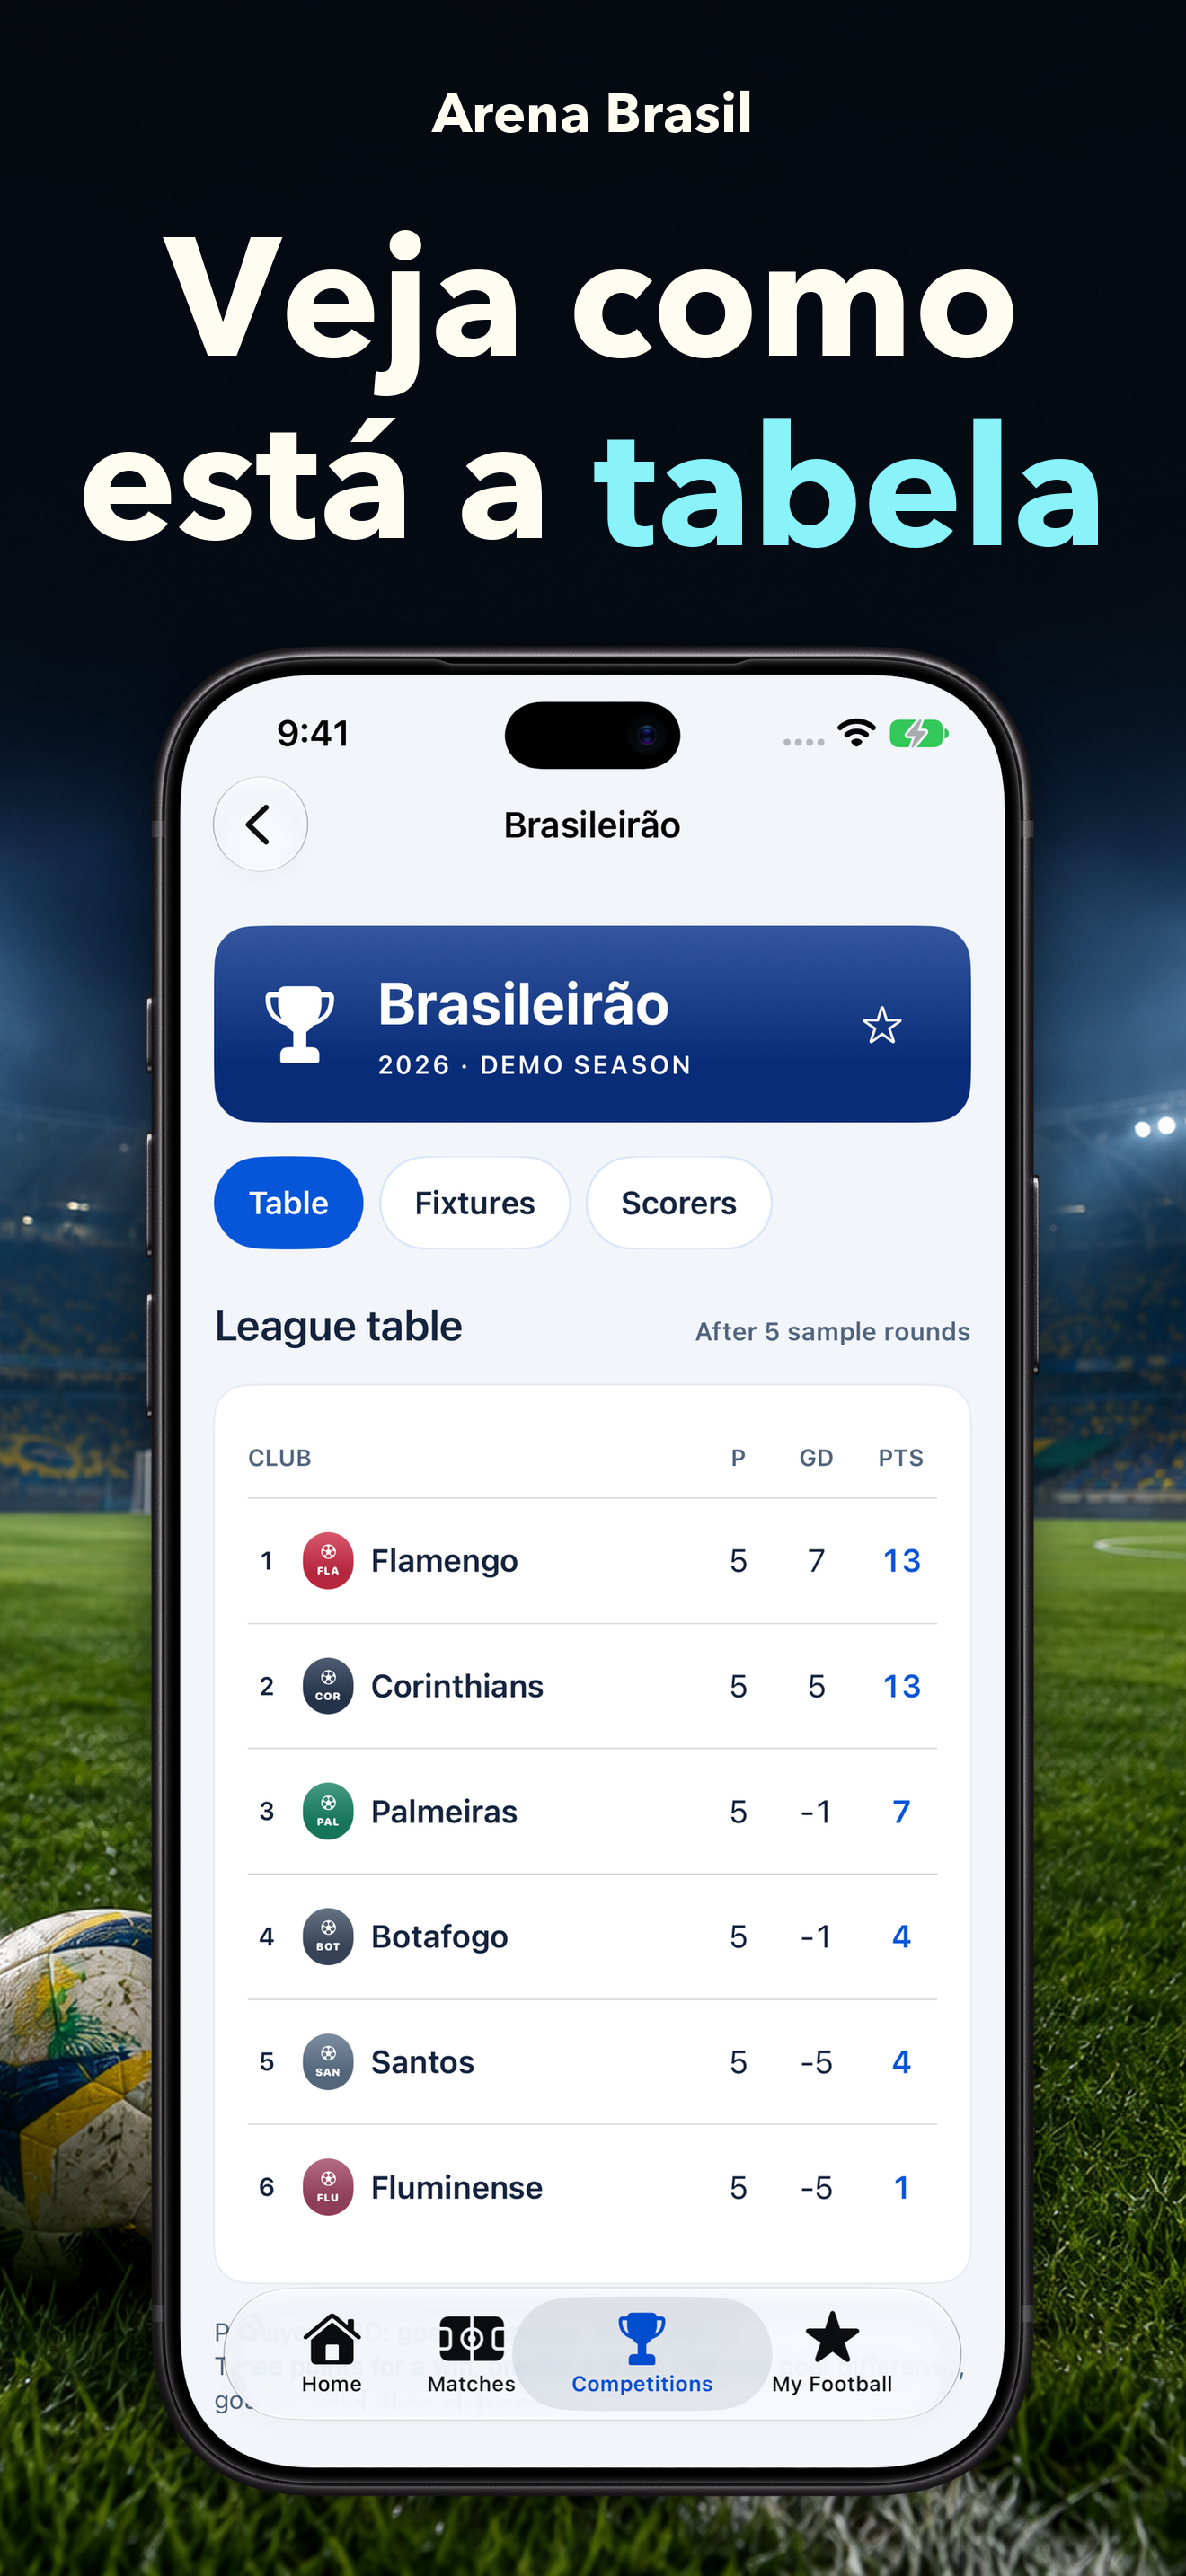 Arena Brasil
Veja como
está a tabela
9:41
Brasileirão
Brasileirão
2026 · DEMO SEASON
Table Fixtures Scorers
League table After 5 sample rounds
CLUB P GD PTS
1 FLA Flamengo 5 7 13
2 COR Corinthians 5 5 13
3 PAL Palmeiras 5 -1 7
4 BOT Botafogo 5 -1 4
5 SAN Santos 5 -5 4
6 FLU Fluminense 5 -5 1
Home Matches Competitions My Football